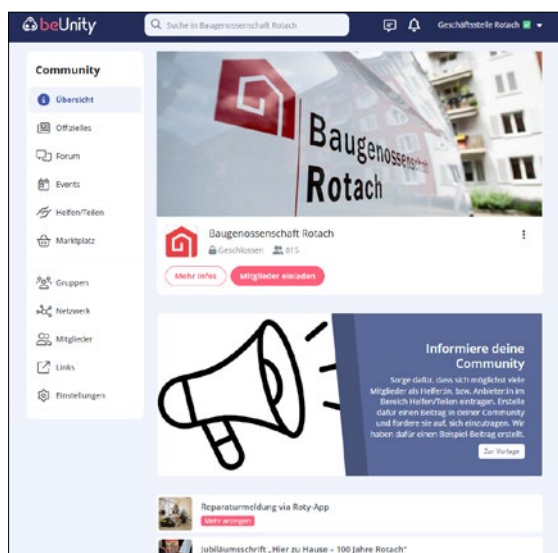 beUnity
Suche in Baugenossenschaft Rotach
Geschäftsstelle Rotach
Community
Übersicht
Offizielles
Forum
Events
Helfen/Teilen
Marktplatz
Gruppen
Netzwerk
Mitglieder
Links
Einstellungen
Baugenossenschaft
Rotach
Baugenossenschaft Rotach
Geschlossen 815
Mehr Infos
Mitglieder einladen
Informiere deine
Community
Sorge dafür, dass sich möglichst viele
Mitglieder als Helfer:in, bzw. Anbieter:in im
Bereich Helfen/Teilen eintragen. Erstelle
dafür einen Beitrag in deiner Community
und fordere sie auf, sich einzutragen. Wir
haben dafür einen Beispiel-Beitrag erstellt.
Zur Vorlage
Reparaturmeldung via Roty-App
Mehr anzeigen
Jubiläumsschrift „Hier zu Hause – 100 Jahre Rotach"